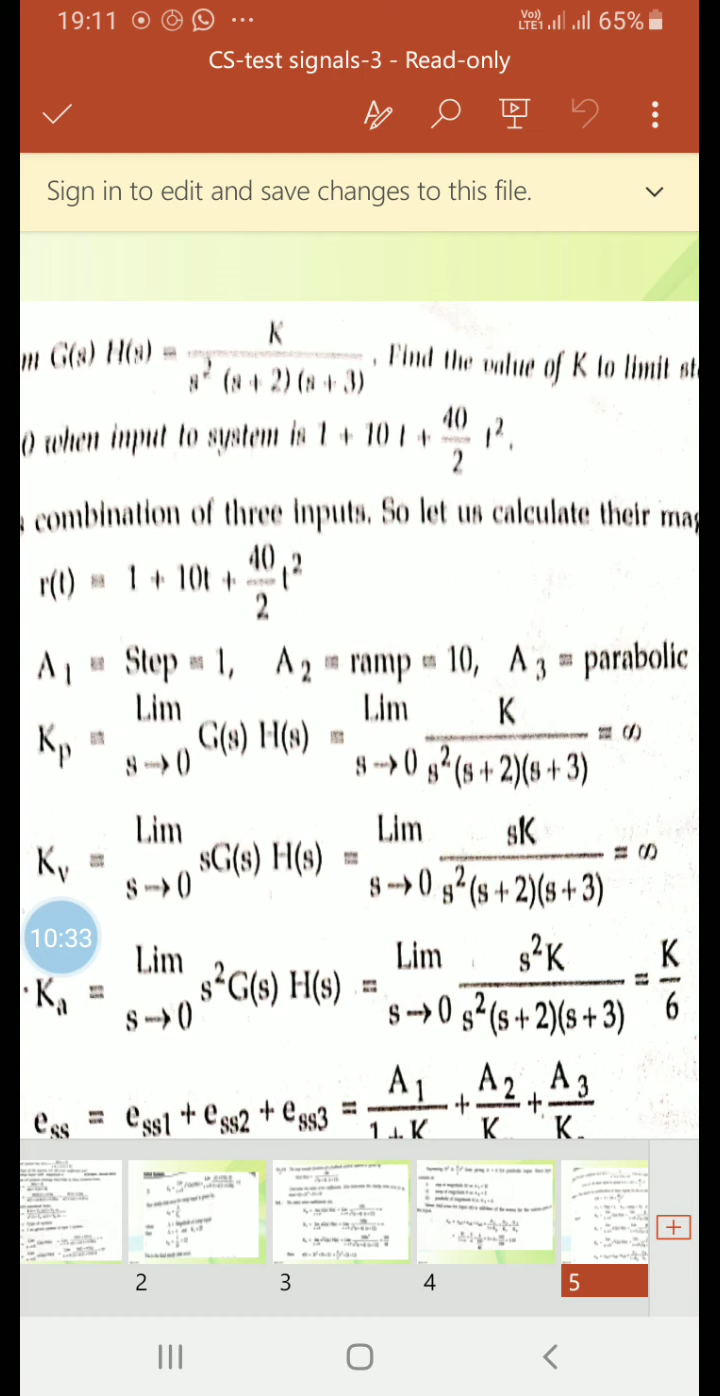 19:11 ... Vo)) LTE1 65%
CS-test signals-3 - Read-only
Sign in to edit and save changes to this file.
m G(s) H(s) = K / s² (s + 2) (s + 3) . Find the value of K to limit st
0 when input to system is 1 + 10 t + 40/2 t².
combination of three inputs. So let us calculate their mag
r(t) = 1 + 10t + 40/2 t²
A₁ = Step = 1, A₂ = ramp = 10, A₃ = parabolic
Kp = Lim s→0 G(s) H(s) = Lim s→0 K / s²(s + 2)(s + 3) = ∞
Kv = Lim s→0 sG(s) H(s) = Lim s→0 sK / s²(s + 2)(s + 3) = ∞
10:33
Ka = Lim s→0 s²G(s) H(s) = Lim s→0 s²K / s²(s + 2)(s + 3) = K/6
ess = ess1 + ess2 + ess3 = A₁ / 1 + K + A₂ / K + A₃ / K
2 3 4 5